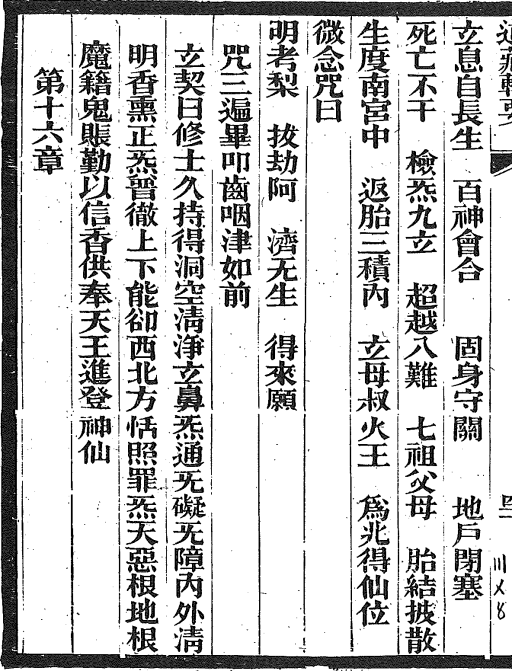 道藏輯要
玄息自長生　百神會合　固身守關　地戶閉塞
死亡不干　檢炁九玄　超越八難　七祖父母　胎結披散
生度南宮中　返胎三積內　玄母叔火王　爲兆得仙位
微念咒曰
明考梨　拔劫阿　濟无生　得來願
咒三遍畢叩齒咽津如前
玄契曰修士久持得洞空淸淨玄鼻炁通无礙无障內外淸
明香熏正炁普徹上下能卻西北方恬照罪炁天惡根地根
魔籍鬼賬勤以信香供奉天王進登神仙
第十六章